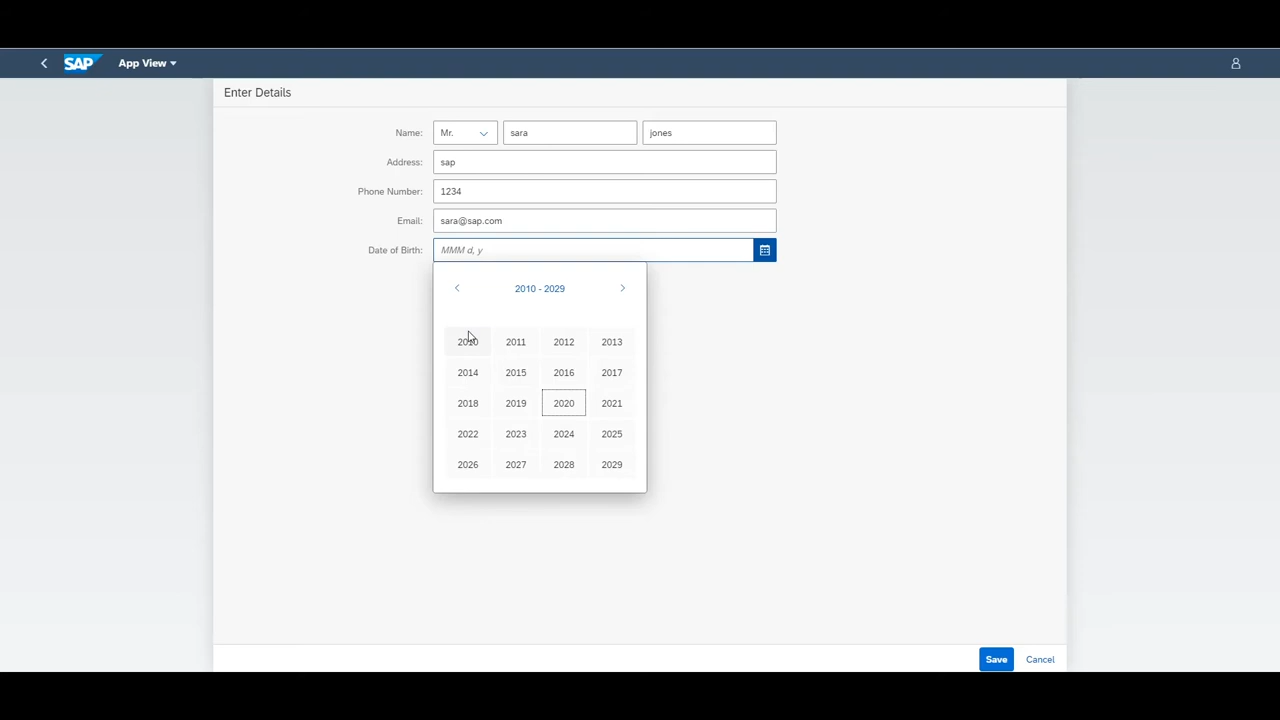 SAP App View
Enter Details
Name: Mr. sara jones
Address: sap
Phone Number: 1234
Email: sara@sap.com
Date of Birth: MMM d, y
2010 - 2029
2010 2011 2012 2013
2014 2015 2016 2017
2018 2019 2020 2021
2022 2023 2024 2025
2026 2027 2028 2029
Save Cancel